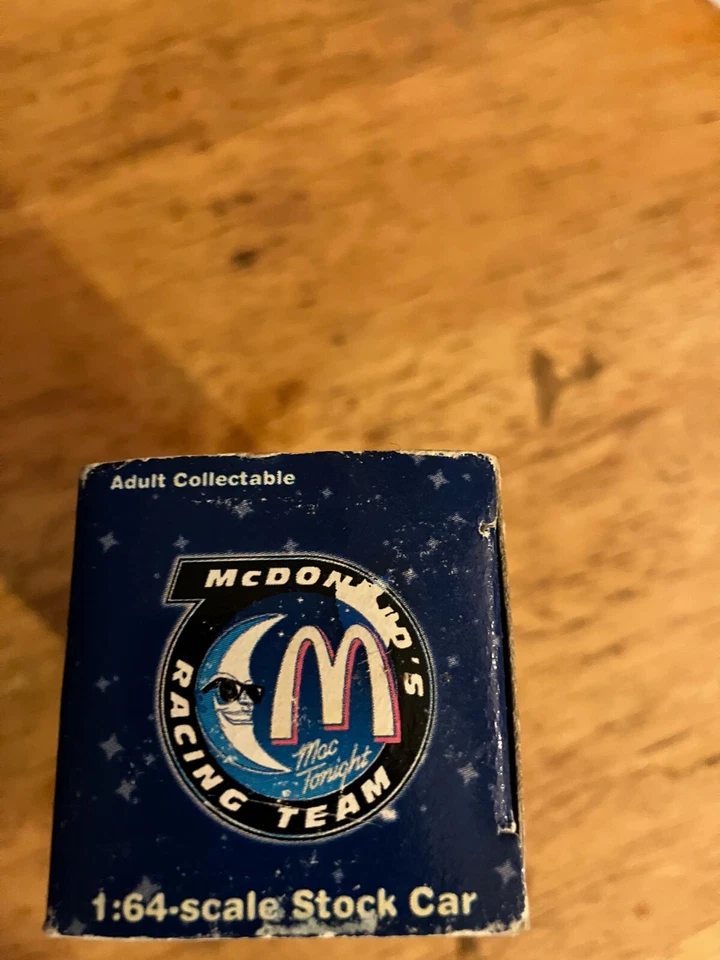 Adult Collectable
McDONALD'S
M
Mac
Tonight
RACING TEAM
1:64-scale Stock Car